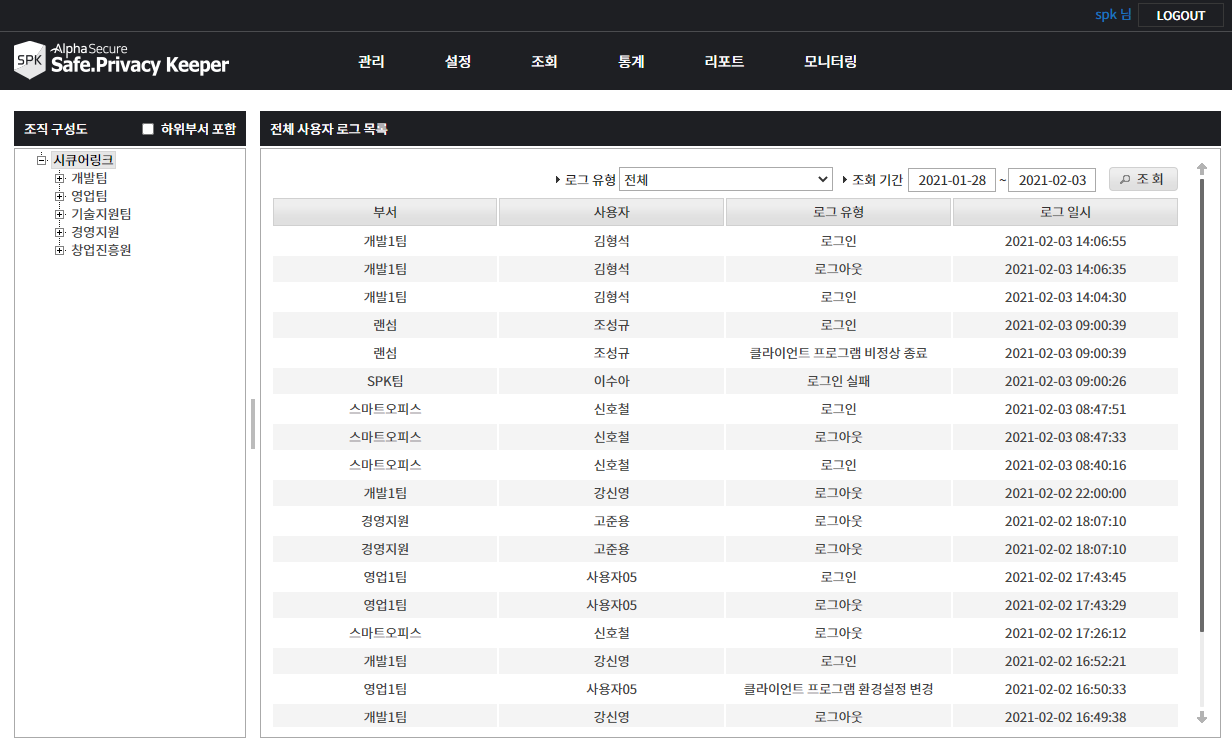 spk 님 LOGOUT
SPK AlphaSecure
Safe.Privacy Keeper
관리 설정 조회 통계 리포트 모니터링
조직 구성도 하위부서 포함
시큐어링크
개발팀
영업팀
기술지원팀
경영지원
창업진흥원
전체 사용자 로그 목록
로그 유형 전체 조회 기간 2021-01-28 ~ 2021-02-03 조 회
부서 사용자 로그 유형 로그 일시
개발1팀 김형석 로그인 2021-02-03 14:06:55
개발1팀 김형석 로그아웃 2021-02-03 14:06:35
개발1팀 김형석 로그인 2021-02-03 14:04:30
랜섬 조성규 로그인 2021-02-03 09:00:39
랜섬 조성규 클라이언트 프로그램 비정상 종료 2021-02-03 09:00:39
SPK팀 이수아 로그인 실패 2021-02-03 09:00:26
스마트오피스 신호철 로그인 2021-02-03 08:47:51
스마트오피스 신호철 로그아웃 2021-02-03 08:47:33
스마트오피스 신호철 로그인 2021-02-03 08:40:16
개발1팀 강신영 로그아웃 2021-02-02 22:00:00
경영지원 고준용 로그아웃 2021-02-02 18:07:10
경영지원 고준용 로그아웃 2021-02-02 18:07:10
영업1팀 사용자05 로그인 2021-02-02 17:43:45
영업1팀 사용자05 로그아웃 2021-02-02 17:43:29
스마트오피스 신호철 로그아웃 2021-02-02 17:26:12
개발1팀 강신영 로그인 2021-02-02 16:52:21
영업1팀 사용자05 클라이언트 프로그램 환경설정 변경 2021-02-02 16:50:33
개발1팀 강신영 로그아웃 2021-02-02 16:49:38